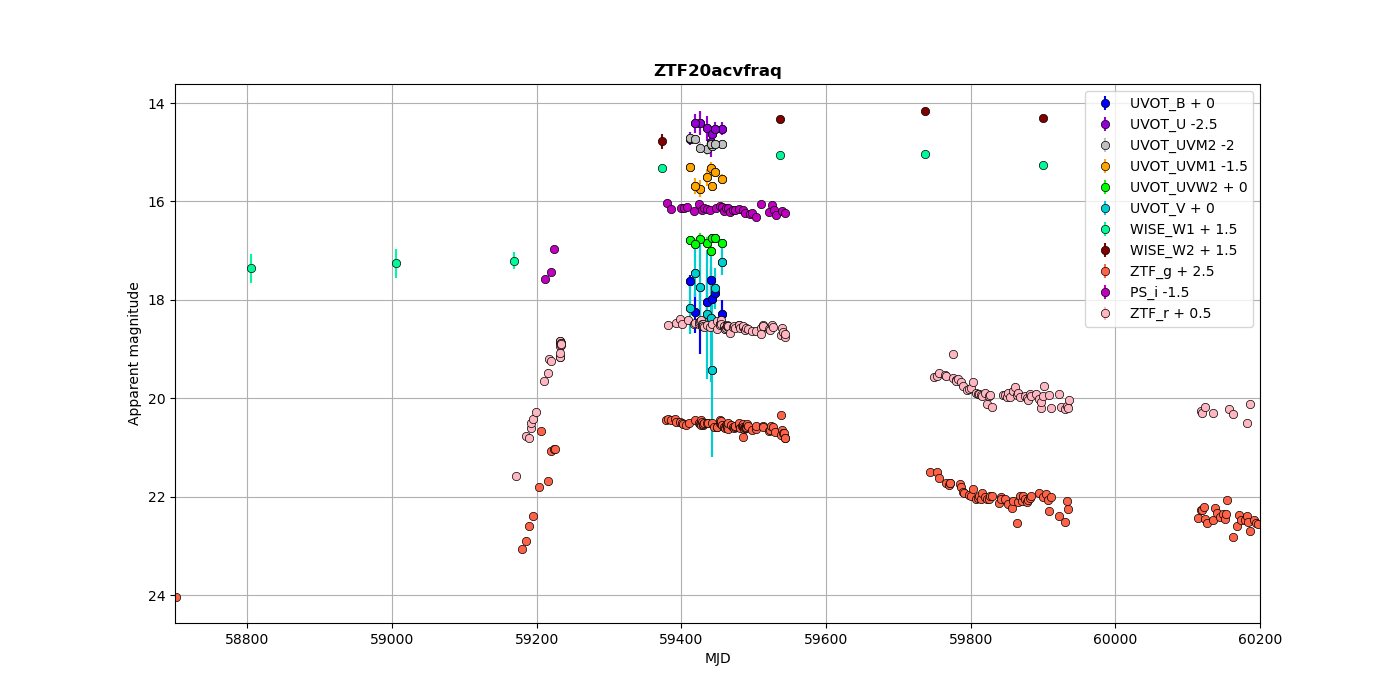 ZTF20acvfraq
14
16
18
20
22
24
Apparent magnitude
58800
59000
59200
59400
59600
59800
60000
60200
MJD
UVOT_B + 0
UVOT_U -2.5
UVOT_UVM2 -2
UVOT_UVM1 -1.5
UVOT_UVW2 + 0
UVOT_V + 0
WISE_W1 + 1.5
WISE_W2 + 1.5
ZTF_g + 2.5
PS_i -1.5
ZTF_r + 0.5